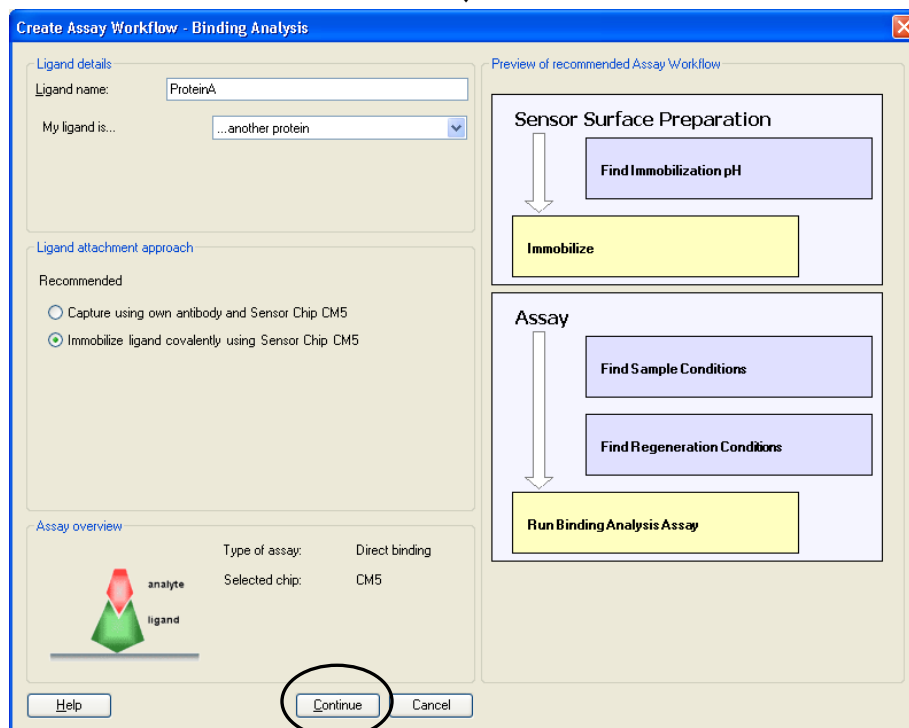 Create Assay Workflow - Binding Analysis
Ligand details
Ligand name: ProteinA
My ligand is... ...another protein
Ligand attachment approach
Recommended
Capture using own antibody and Sensor Chip CM5
Immobilize ligand covalently using Sensor Chip CM5
Assay overview
Type of assay: Direct binding
Selected chip: CM5
analyte
ligand
Help Continue Cancel
Preview of recommended Assay Workflow
Sensor Surface Preparation
Find Immobilization pH
Immobilize
Assay
Find Sample Conditions
Find Regeneration Conditions
Run Binding Analysis Assay